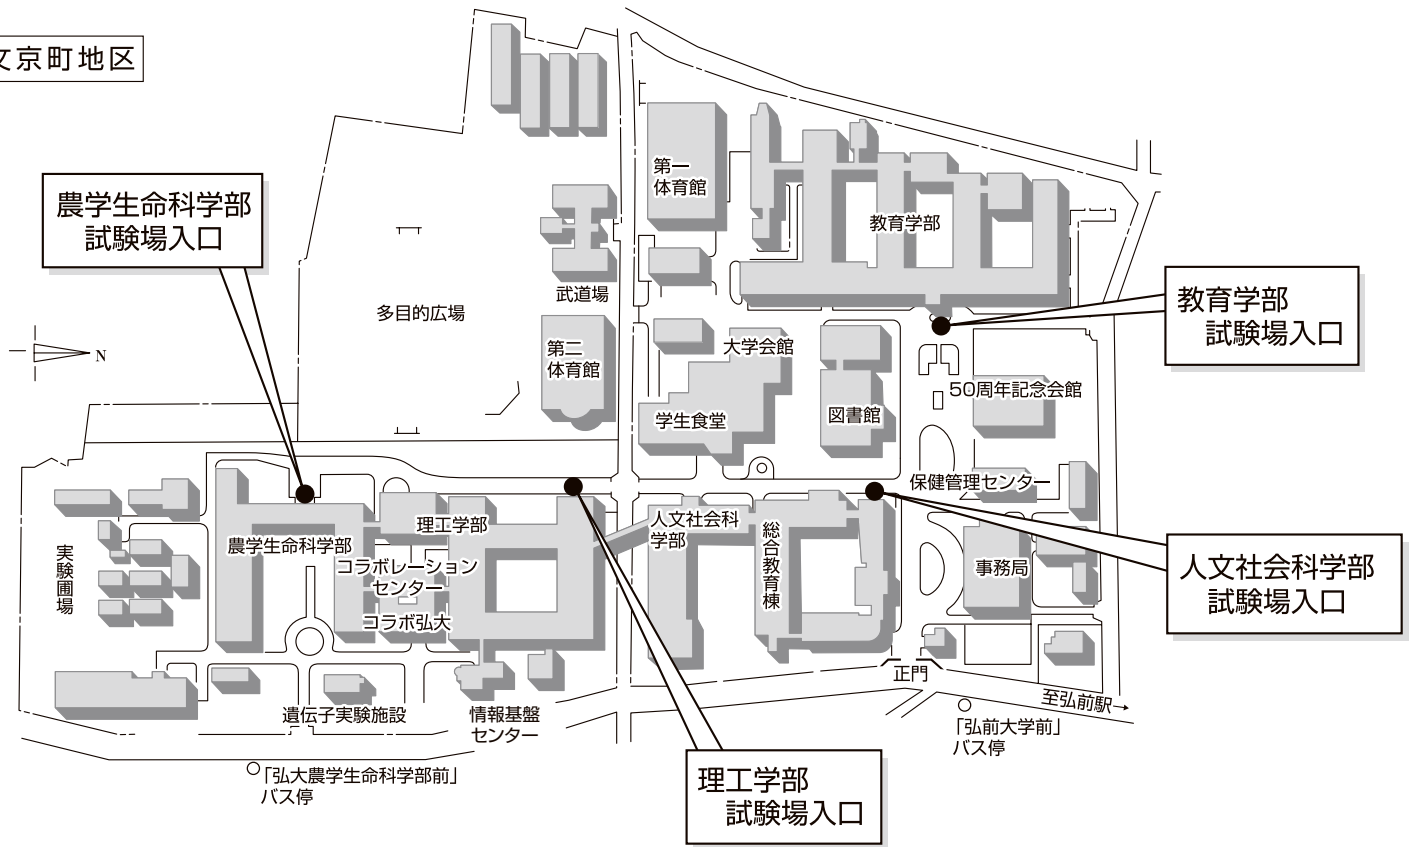 文京町地区
農学生命科学部
試験場入口
第一
体育館
教育学部
武道場
多目的広場
教育学部
試験場入口
N
第二
体育館
大学会館
50周年記念会館
学生食堂
図書館
保健管理センター
理工学部
人文社会科
学部
総合教育棟
農学生命科学部
実験圃場
コラボレーション
センター
事務局
人文社会科学部
試験場入口
コラボ弘大
正門
至弘前駅→
遺伝子実験施設
情報基盤
センター
「弘前大学前」
バス停
「弘大農学生命科学部前」
バス停
理工学部
試験場入口